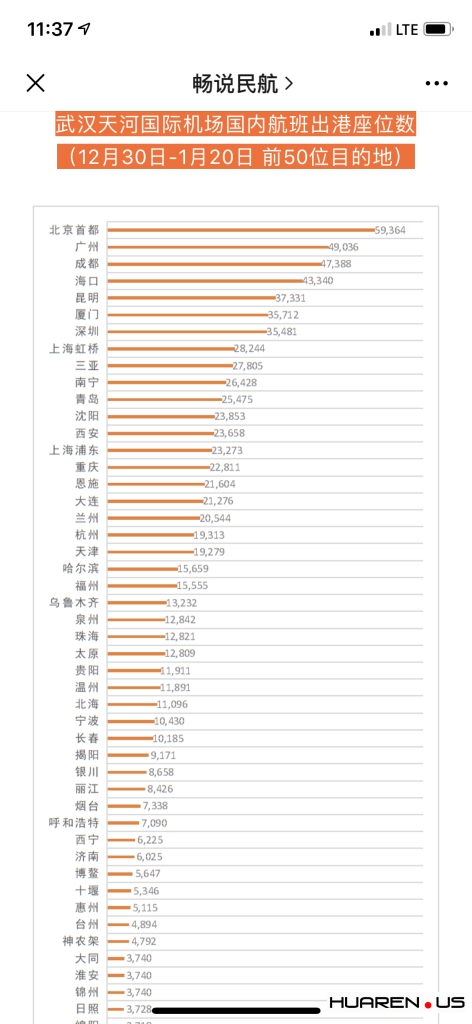 11:37
LTE
畅说民航
武汉天河国际机场国内航班出港座位数
（12月30日-1月20日 前50位目的地）
北京首都 59,364
广州 49,036
成都 47,388
海口 43,340
昆明 37,331
厦门 35,712
深圳 35,481
上海虹桥 28,244
三亚 27,805
南宁 26,428
青岛 25,475
沈阳 23,853
西安 23,658
上海浦东 23,273
重庆 22,811
恩施 21,604
大连 21,276
兰州 20,544
杭州 19,313
天津 19,279
哈尔滨 15,659
福州 15,555
乌鲁木齐 13,232
泉州 12,842
珠海 12,821
太原 12,809
贵阳 11,911
温州 11,891
北海 11,096
宁波 10,430
长春 10,185
揭阳 9,171
银川 8,658
丽江 8,426
烟台 7,338
呼和浩特 7,090
西宁 6,225
济南 6,025
博鳌 5,647
十堰 5,346
惠州 5,115
台州 4,894
神农架 4,792
大同 3,740
淮安 3,740
锦州 3,740
日照 3,728
HUAREN.US